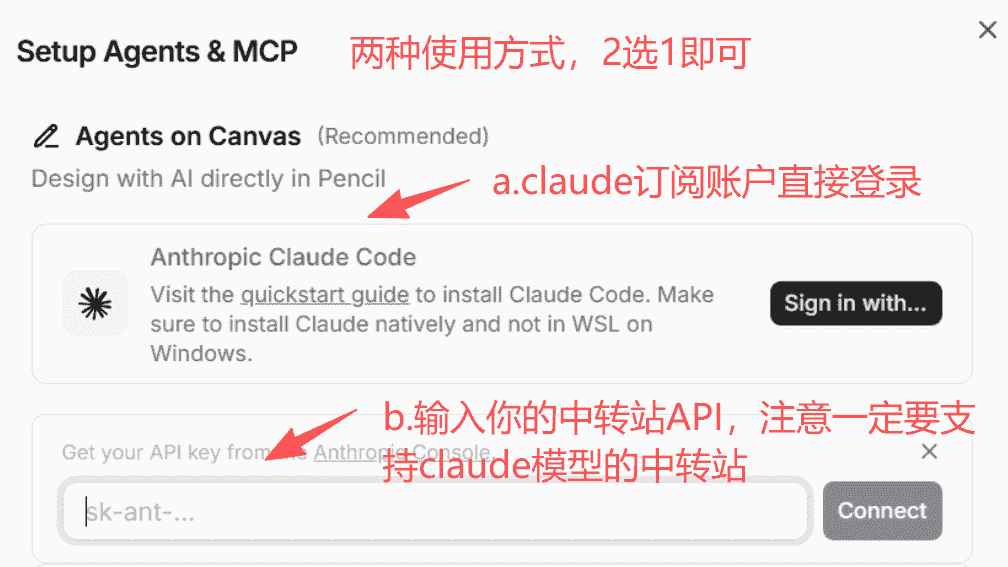 Setup Agents & MCP
两种使用方式，2选1即可
Agents on Canvas (Recommended)
Design with AI directly in Pencil
a.claude订阅账户直接登录
Anthropic Claude Code
Visit the quickstart guide to install Claude Code. Make
sure to install Claude natively and not in WSL on
Windows.
Sign in with...
b.输入你的中转站API，注意一定要支
持claude模型的中转站
Get your API key from the Anthropic Console.
sk-ant-...
Connect